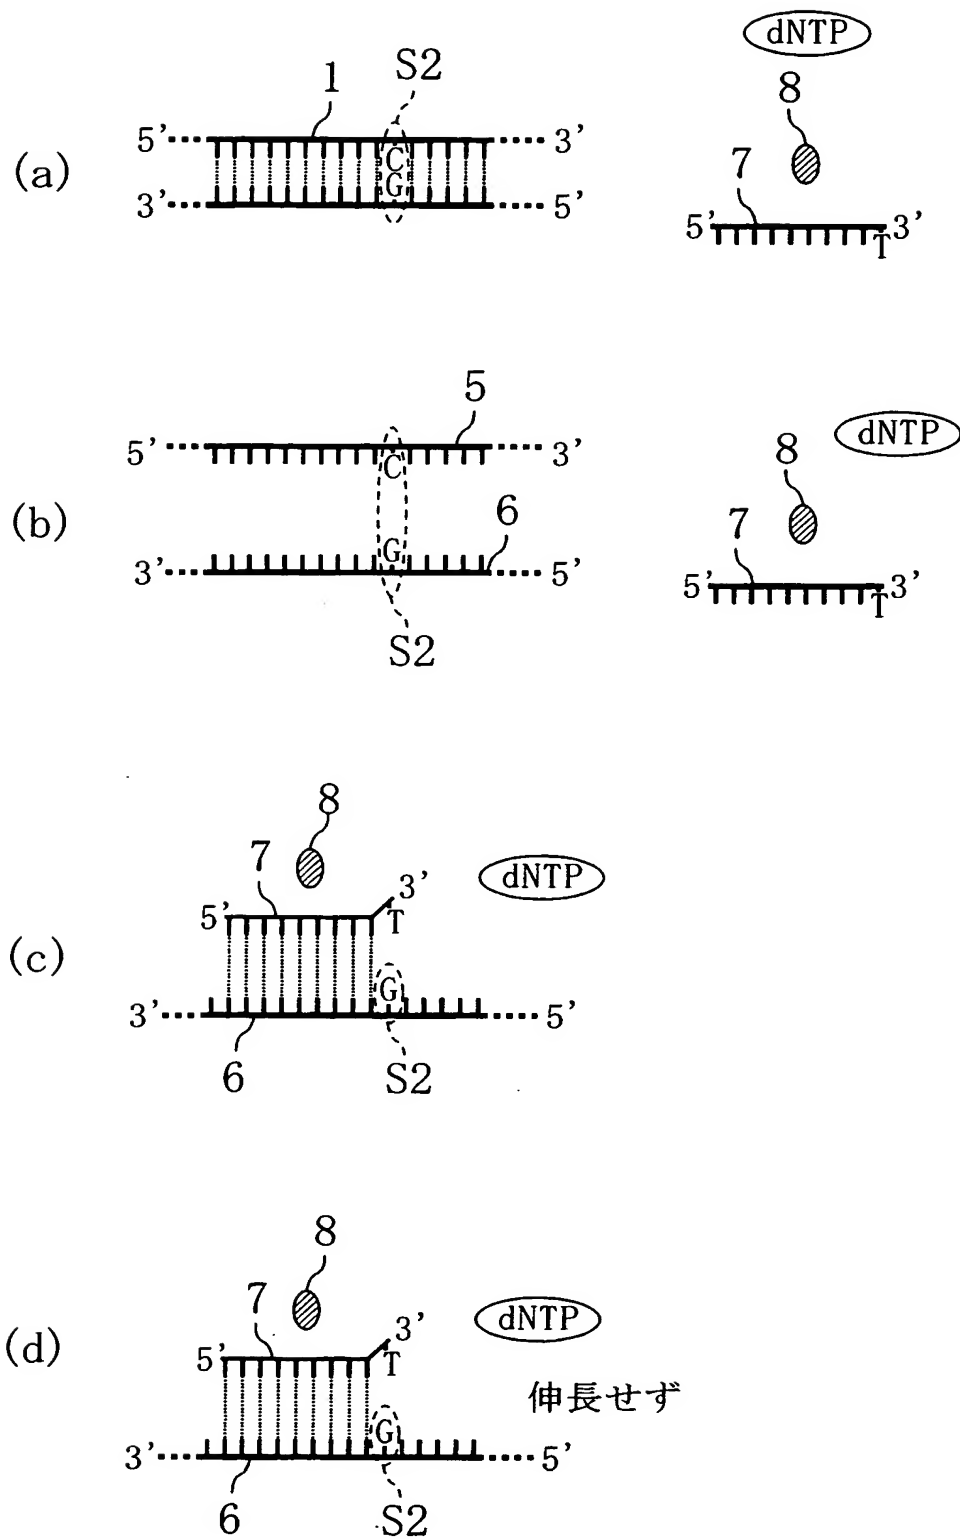 dNTP
S2
1
8
5' 3'
(a)
C
7
G
3' 5'
5' 3'
T
5
dNTP
8
5' 3'
C
(b)
6
7
G
3' 5'
5' 3'
T
S2
8
7
dNTP
3'
5'
T
(c)
G
3' 5'
6
S2
8
7
dNTP
3'
(d)
5'
T
伸長せず
G
3' 5'
6
S2